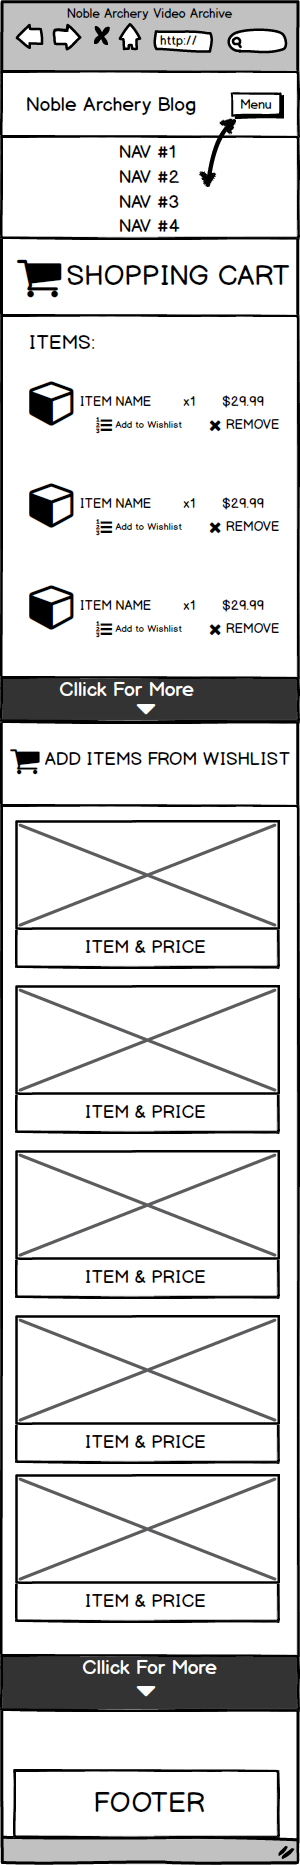 Noble Archery Video Archive
http://
Noble Archery Blog
Menu
NAV #1
NAV #2
NAV #3
NAV #4
SHOPPING CART
ITEMS:
ITEM NAME x1 $29.99
Add to Wishlist REMOVE
ITEM NAME x1 $29.99
Add to Wishlist REMOVE
ITEM NAME x1 $29.99
Add to Wishlist REMOVE
Cllick For More
ADD ITEMS FROM WISHLIST
ITEM & PRICE
ITEM & PRICE
ITEM & PRICE
ITEM & PRICE
ITEM & PRICE
Cllick For More
FOOTER